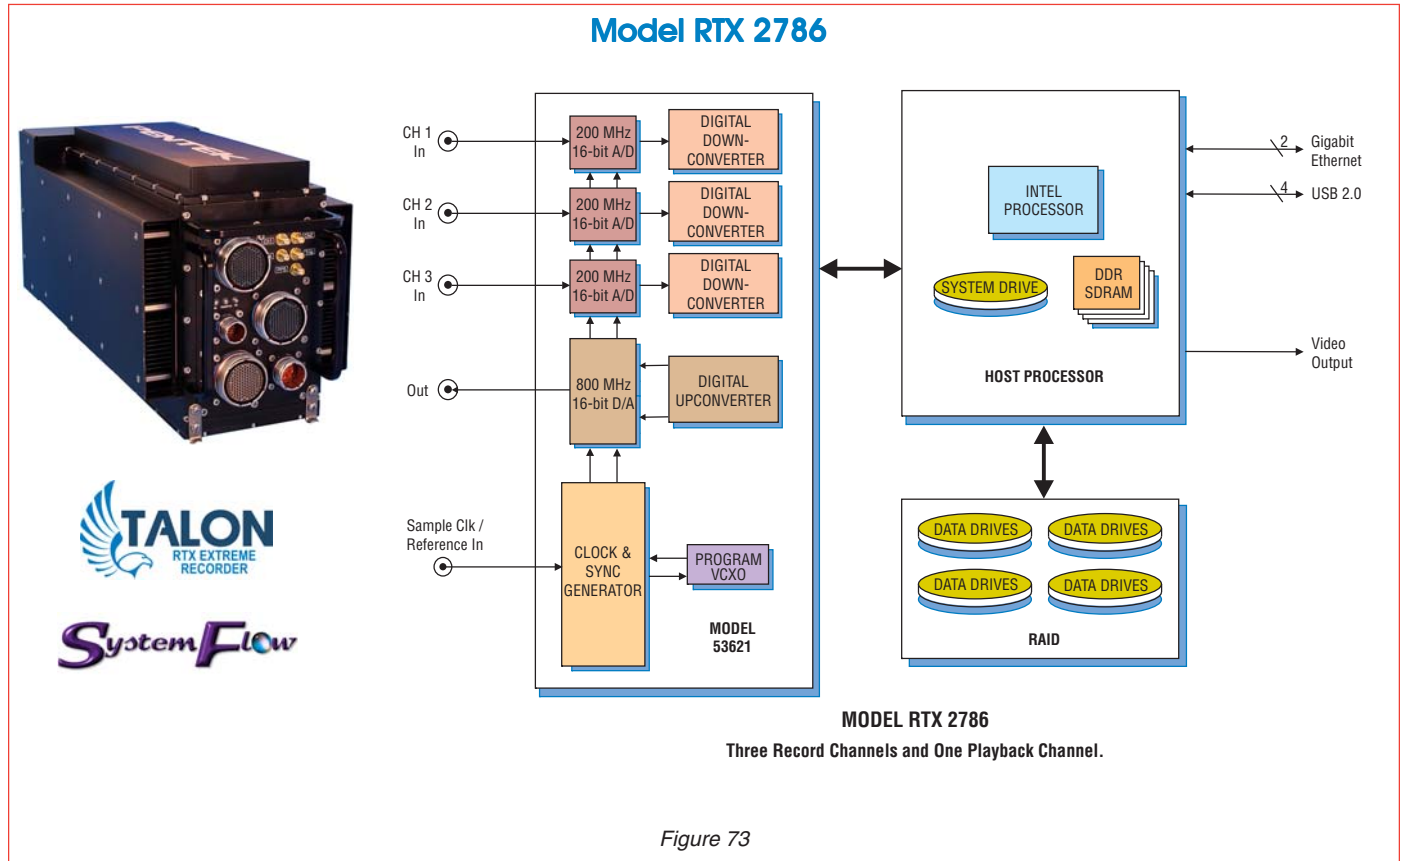 Model RTX 2786
PENTEK
TALON
RTX EXTREME
RECORDER
SystemFlow
CH 1
In
CH 2
In
CH 3
In
Out
Sample Clk /
Reference In
200 MHz
16-bit A/D
DIGITAL
DOWN-
CONVERTER
200 MHz
16-bit A/D
DIGITAL
DOWN-
CONVERTER
200 MHz
16-bit A/D
DIGITAL
DOWN-
CONVERTER
800 MHz
16-bit D/A
DIGITAL
UPCONVERTER
CLOCK &
SYNC
GENERATOR
PROGRAM
VCXO
MODEL
53621
INTEL
PROCESSOR
SYSTEM DRIVE
DDR
SDRAM
HOST PROCESSOR
2
Gigabit
Ethernet
4
USB 2.0
Video
Output
DATA DRIVES
DATA DRIVES
DATA DRIVES
DATA DRIVES
RAID
MODEL RTX 2786
Three Record Channels and One Playback Channel.
Figure 73